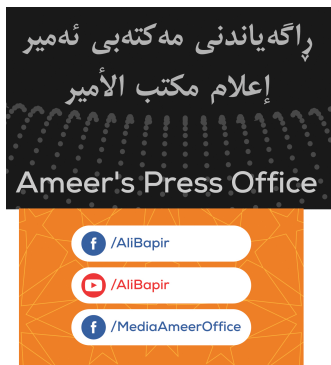 ڕاگەیاندنی مەکتەبی ئەمیر
إعلام مكتب الأمير
Ameer's Press Office
/AliBapir
/AliBapir
/MediaAmeerOffice